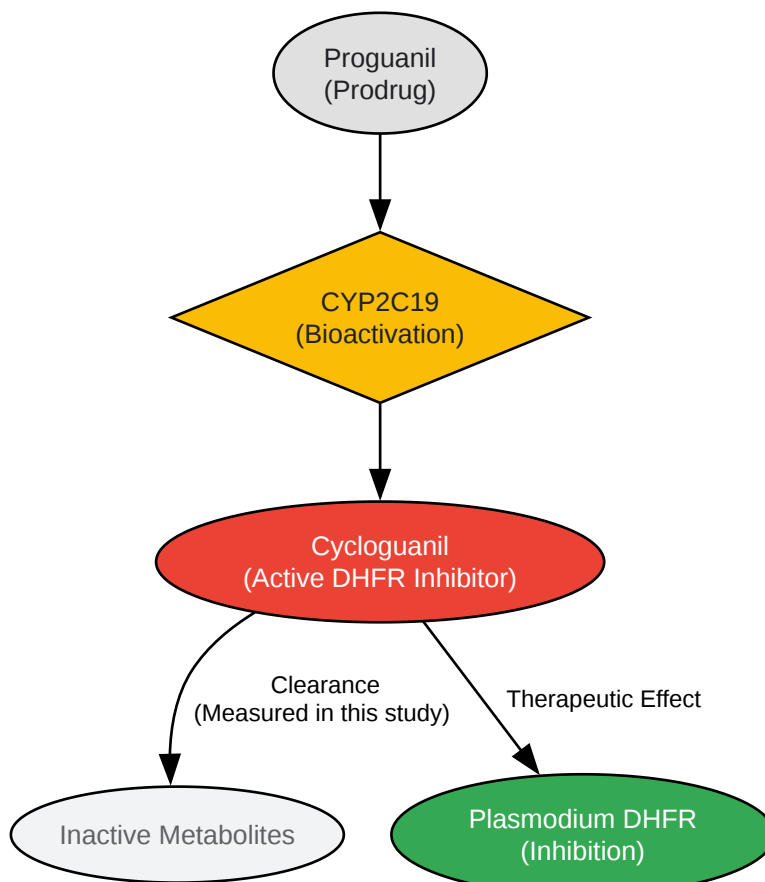 Proguanil
(Prodrug)
CYP2C19
(Bioactivation)
Cycloguanil
(Active DHFR Inhibitor)
Clearance
(Measured in this study)
Therapeutic Effect
Inactive Metabolites
Plasmodium DHFR
(Inhibition)